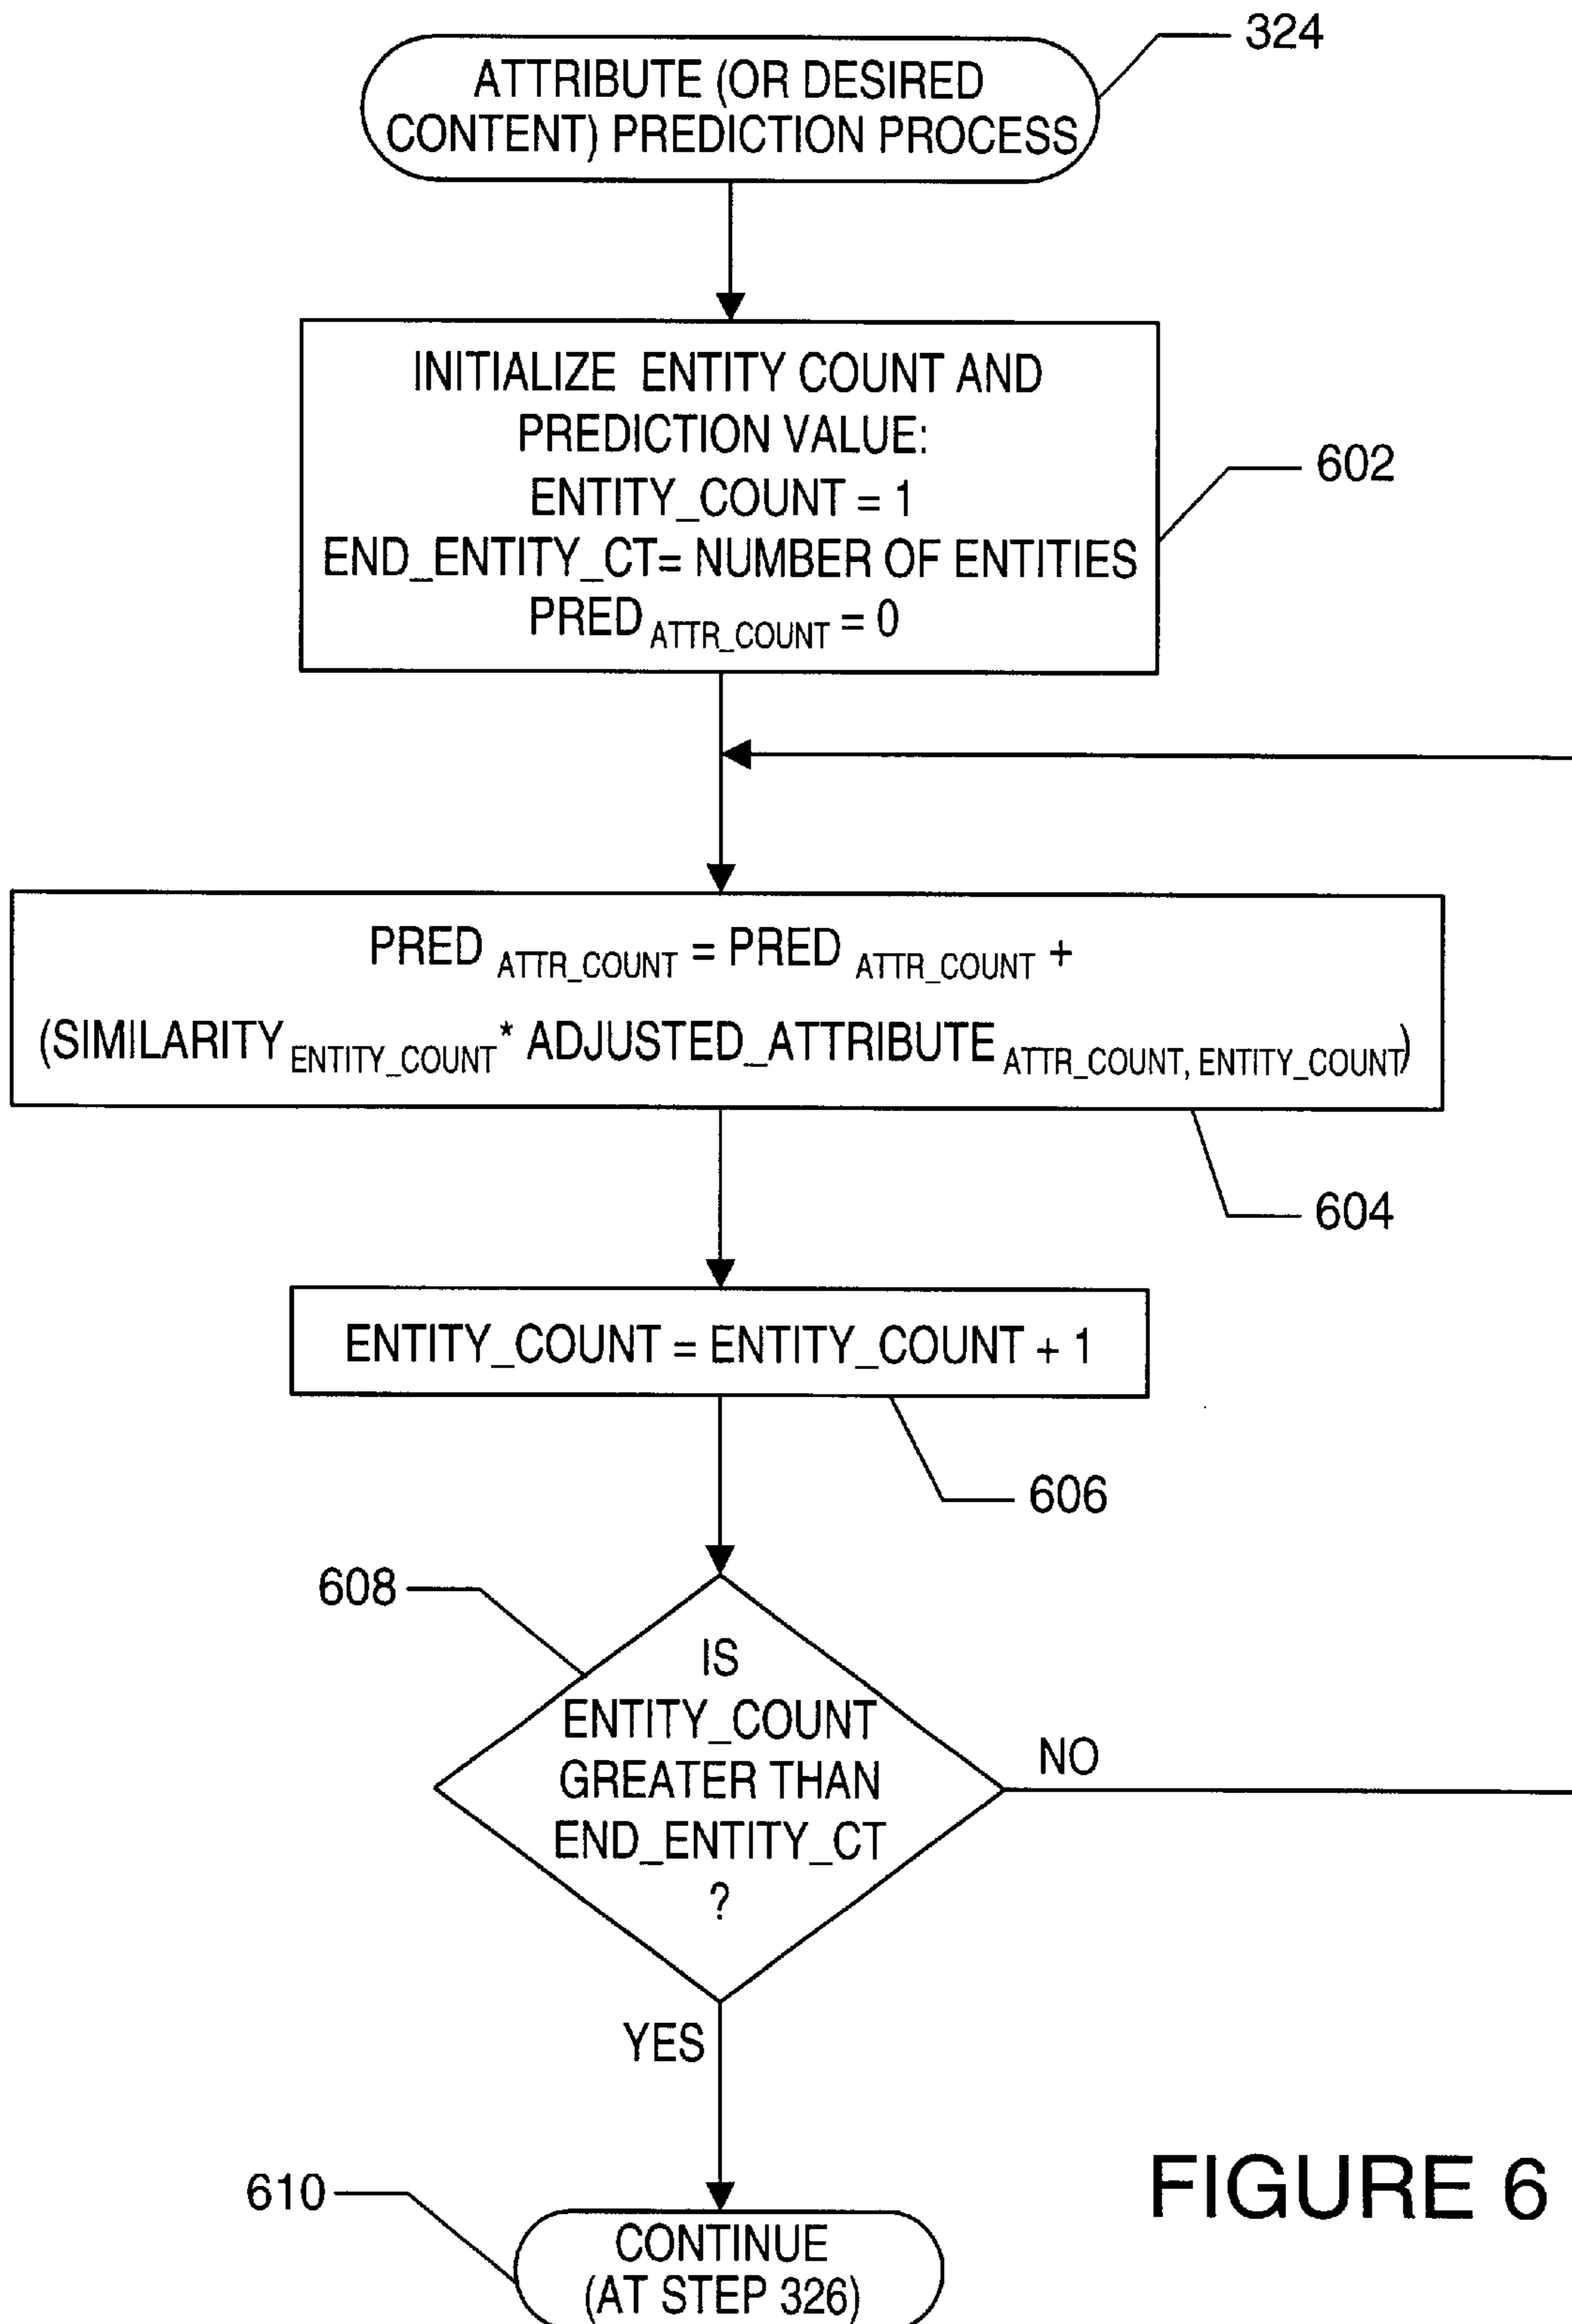 324
ATTRIBUTE (OR DESIRED
CONTENT) PREDICTION PROCESS
INITIALIZE ENTITY COUNT AND
PREDICTION VALUE:
ENTITY_COUNT = 1
END_ENTITY_CT= NUMBER OF ENTITIES
PRED ATTR_COUNT = 0
602
PRED ATTR_COUNT = PRED ATTR_COUNT +
(SIMILARITY ENTITY_COUNT * ADJUSTED_ATTRIBUTE ATTR_COUNT, ENTITY_COUNT)
604
ENTITY_COUNT = ENTITY_COUNT + 1
606
608
IS
ENTITY_COUNT
GREATER THAN
END_ENTITY_CT
?
NO
YES
610
CONTINUE
(AT STEP 326)
FIGURE 6